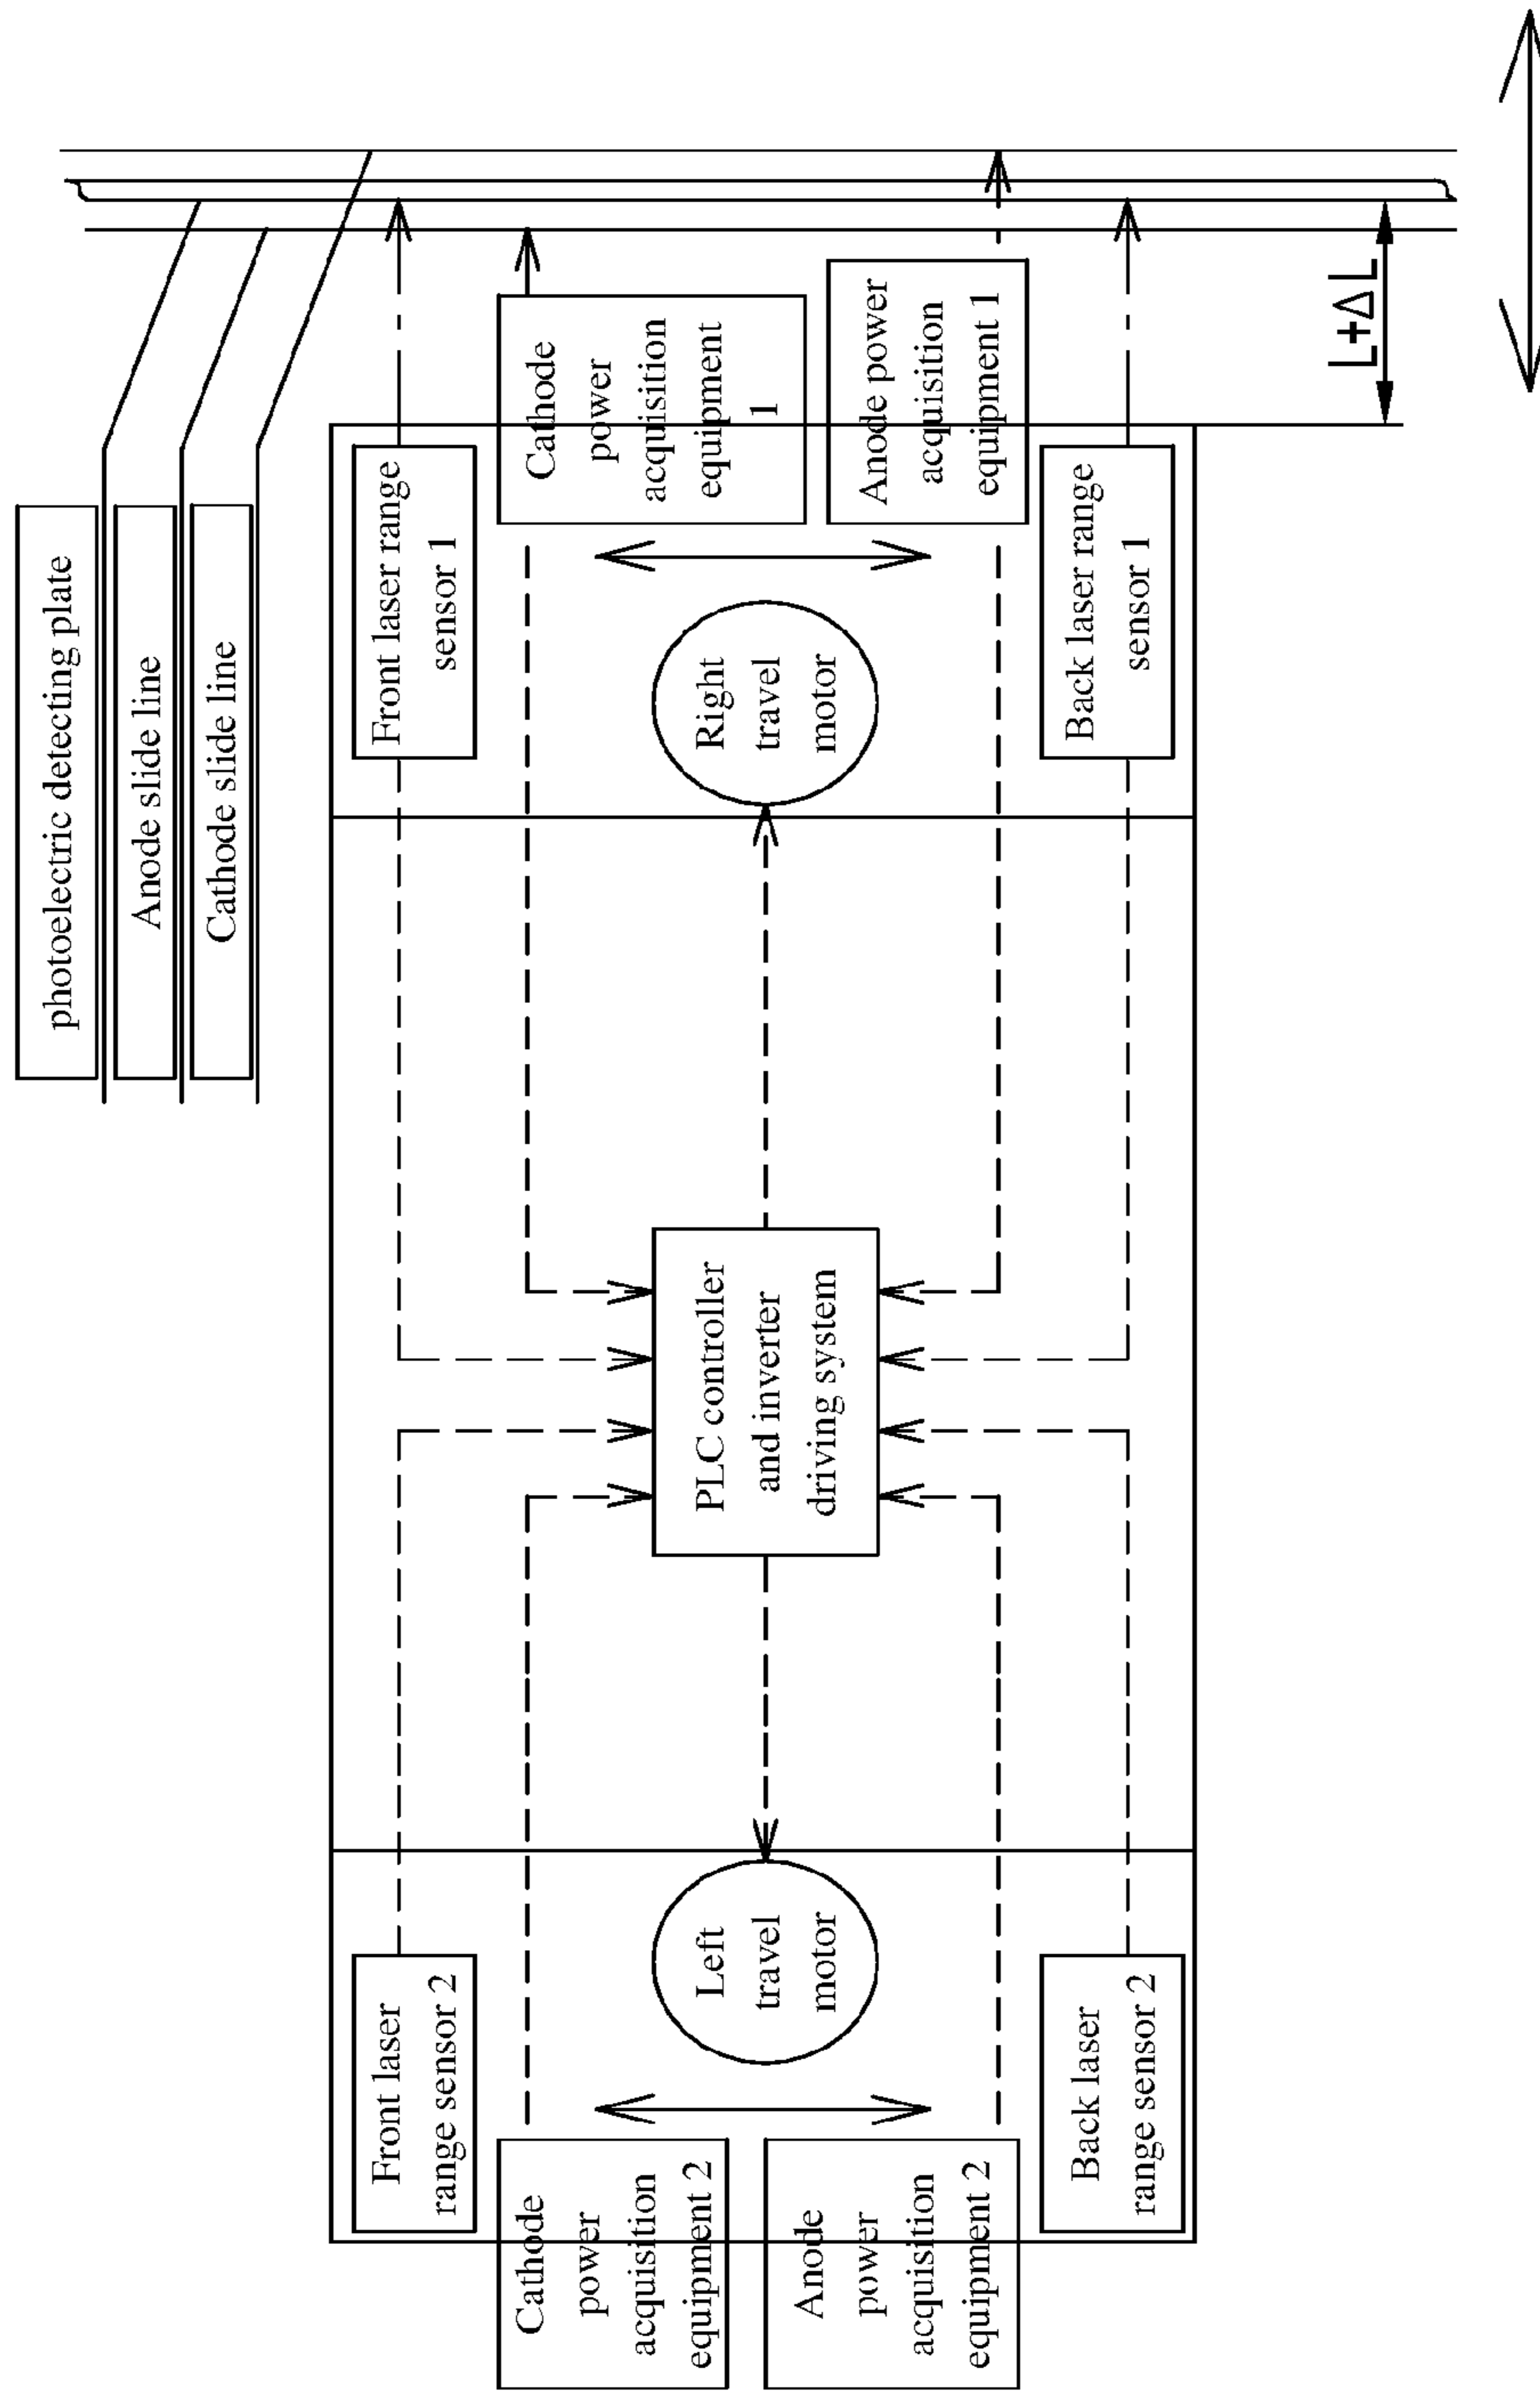 photoelectric detecting plate
Anode slide line
Cathode slide line
Front laser
range sensor 2
Front laser range
sensor 1
Cathode
power
acquisition
equipment 2
Cathode
power
acquisition
equipment
1
Left
travel
motor
PLC controller
and inverter
driving system
Right
travel
motor
Anode
power
acquisition
equipment 2
Anode power
acquisition
equipment 1
Back laser
range sensor 2
Back laser range
sensor 1
L+ΔL